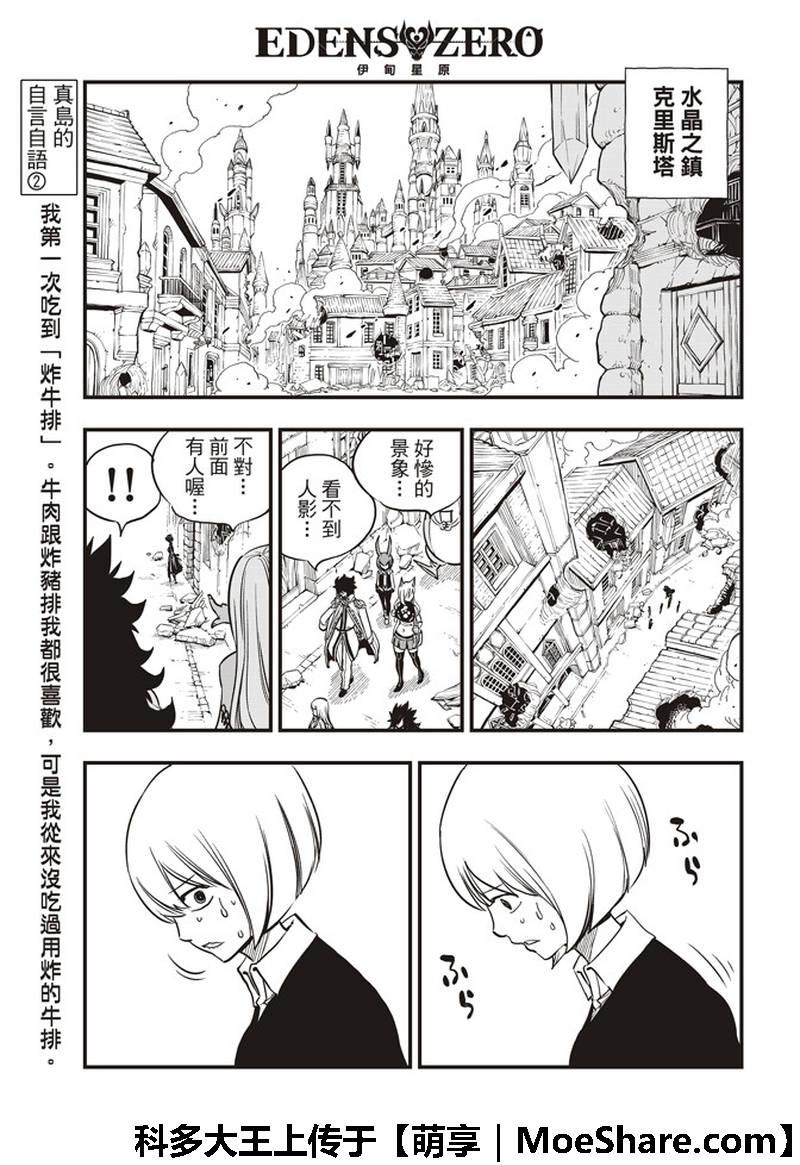 EDENS ZERO
伊甸星原
水晶之鎮
克里斯塔
真島的
自言自語②
我第一次吃到「炸牛排」。牛肉跟炸豬排我都很喜歡，可是我從來沒吃過用炸的牛排。
好慘的
景象…
看不到
人影…
不對…
前面
有人喔…
!!
ふら
ふら
科多大王上传于【萌享 | MoeShare.com】